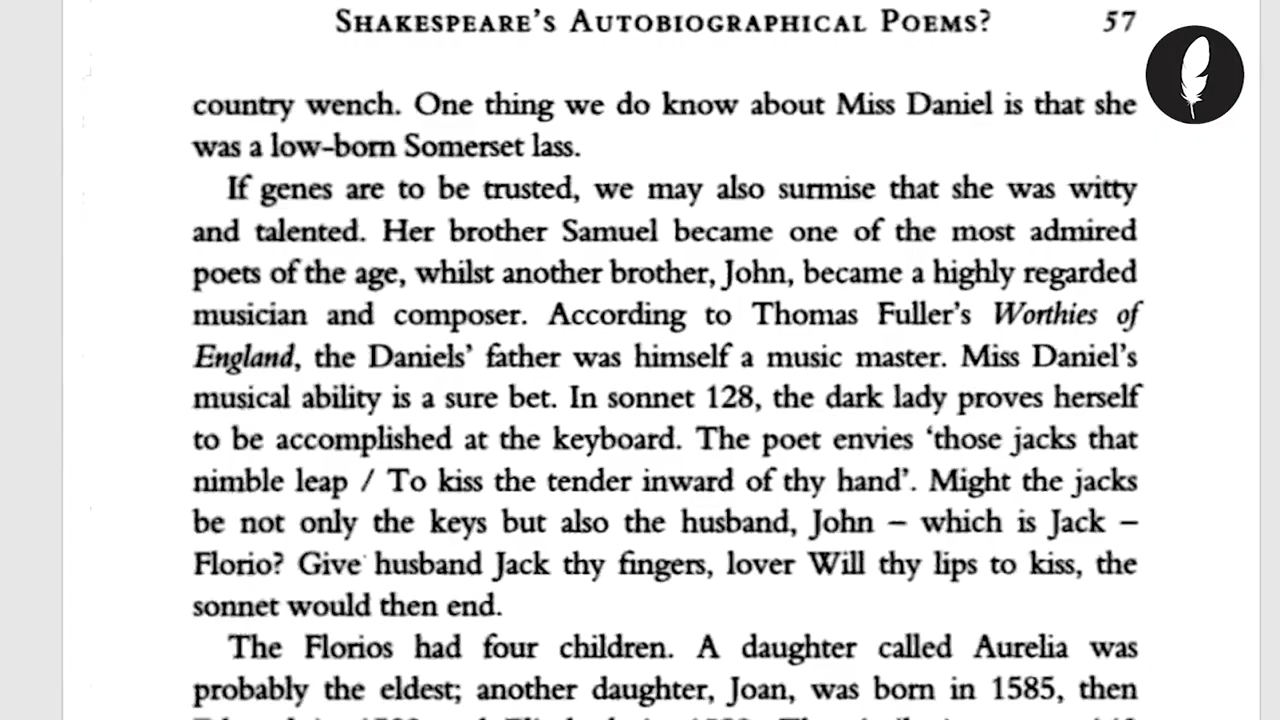 SHAKESPEARE'S AUTOBIOGRAPHICAL POEMS? 57
country wench. One thing we do know about Miss Daniel is that she
was a low-born Somerset lass.
If genes are to be trusted, we may also surmise that she was witty
and talented. Her brother Samuel became one of the most admired
poets of the age, whilst another brother, John, became a highly regarded
musician and composer. According to Thomas Fuller's Worthies of
England, the Daniels' father was himself a music master. Miss Daniel's
musical ability is a sure bet. In sonnet 128, the dark lady proves herself
to be accomplished at the keyboard. The poet envies ‘those jacks that
nimble leap / To kiss the tender inward of thy hand’. Might the jacks
be not only the keys but also the husband, John – which is Jack –
Florio? Give husband Jack thy fingers, lover Will thy lips to kiss, the
sonnet would then end.
The Florios had four children. A daughter called Aurelia was
probably the eldest; another daughter, Joan, was born in 1585, then